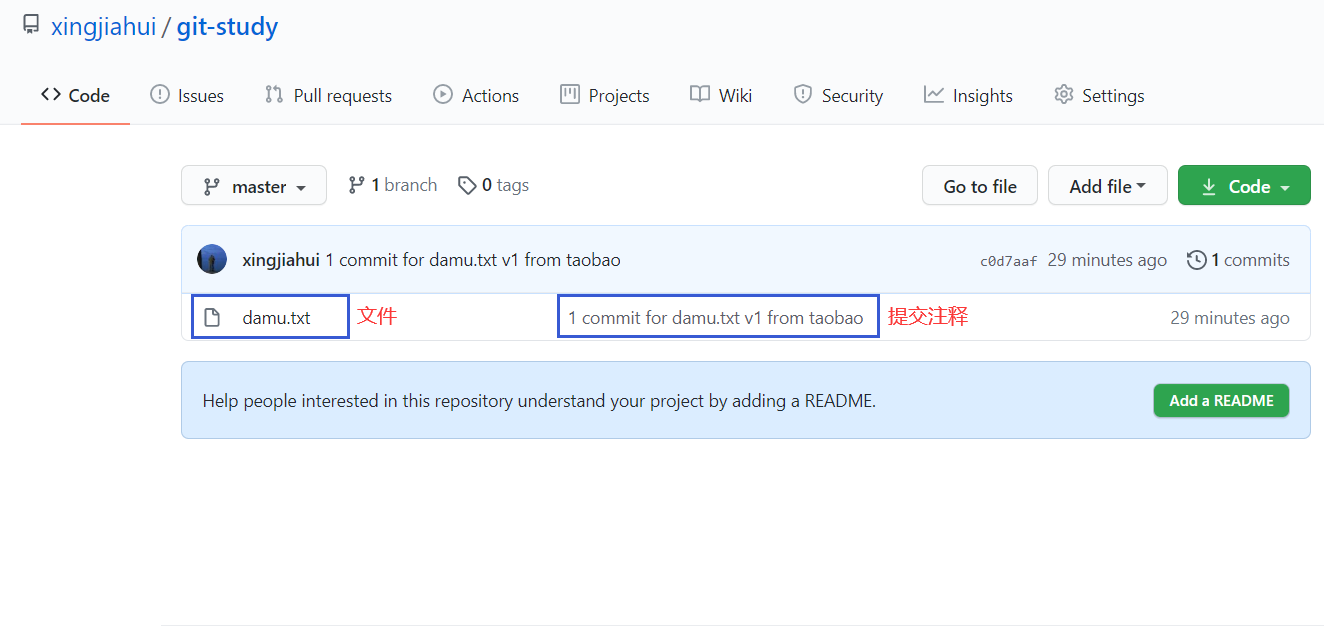 xingjiahui / git-study
Code Issues Pull requests Actions Projects Wiki Security Insights Settings
master 1 branch 0 tags Go to file Add file Code
xingjiahui 1 commit for damu.txt v1 from taobao c0d7aaf 29 minutes ago 1 commits
damu.txt 文件 1 commit for damu.txt v1 from taobao 提交注释 29 minutes ago
Help people interested in this repository understand your project by adding a README. Add a README